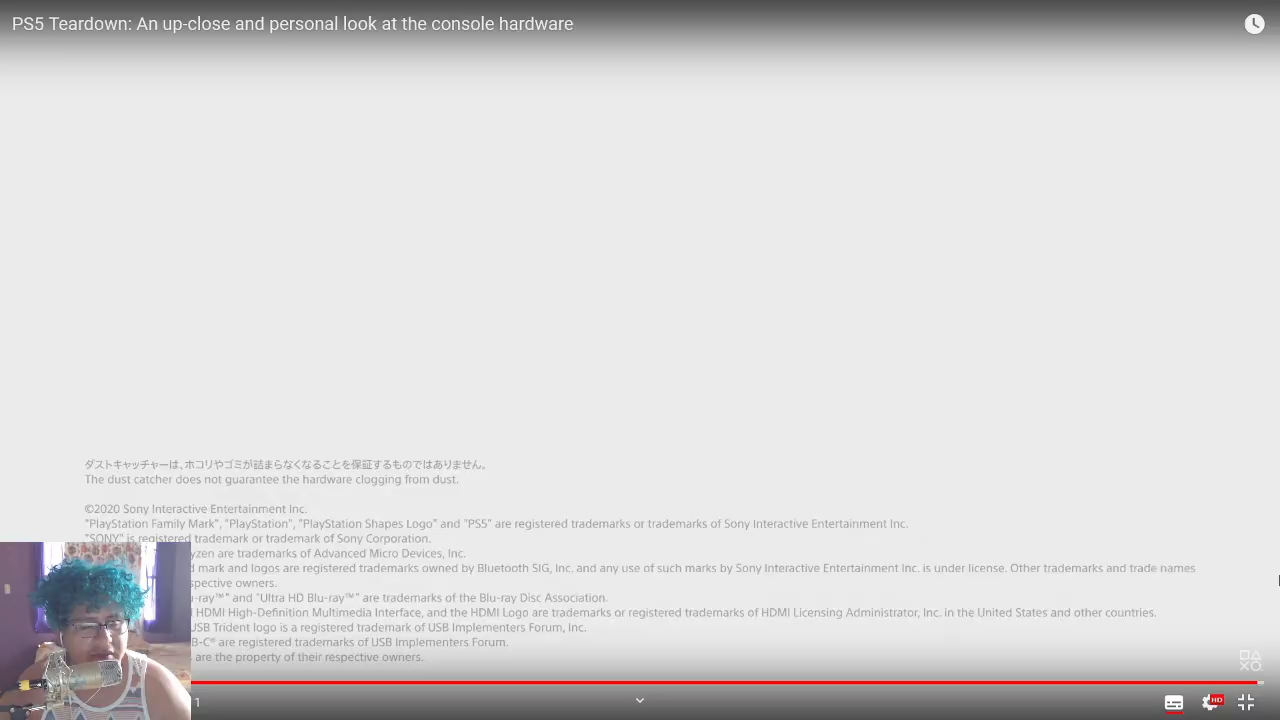 PS5 Teardown: An up-close and personal look at the console hardware
ダストキャッチャーは、ホコリやゴミが詰まらなくなることを保証するものではありません。
The dust catcher does not guarantee the hardware clogging from dust.
©2020 Sony Interactive Entertainment Inc.
"PlayStation Family Mark", "PlayStation", "PlayStation Shapes Logo" and "PS5" are registered trademarks or trademarks of Sony Interactive Entertainment Inc.
"SONY" is registered trademark or trademark of Sony Corporation.
yzen are trademarks of Advanced Micro Devices, Inc.
d mark and logos are registered trademarks owned by Bluetooth SIG, Inc. and any use of such marks by Sony Interactive Entertainment Inc. is under license. Other trademarks and trade names
spective owners.
u-ray™" and "Ultra HD Blu-ray™" are trademarks of the Blu-ray Disc Association.
HDMI High-Definition Multimedia Interface, and the HDMI Logo are trademarks or registered trademarks of HDMI Licensing Administrator, Inc. in the United States and other countries.
USB Trident logo is a registered trademark of USB Implementers Forum, Inc.
B-C® are registered trademarks of USB Implementers Forum.
s are the property of their respective owners.
1
HD